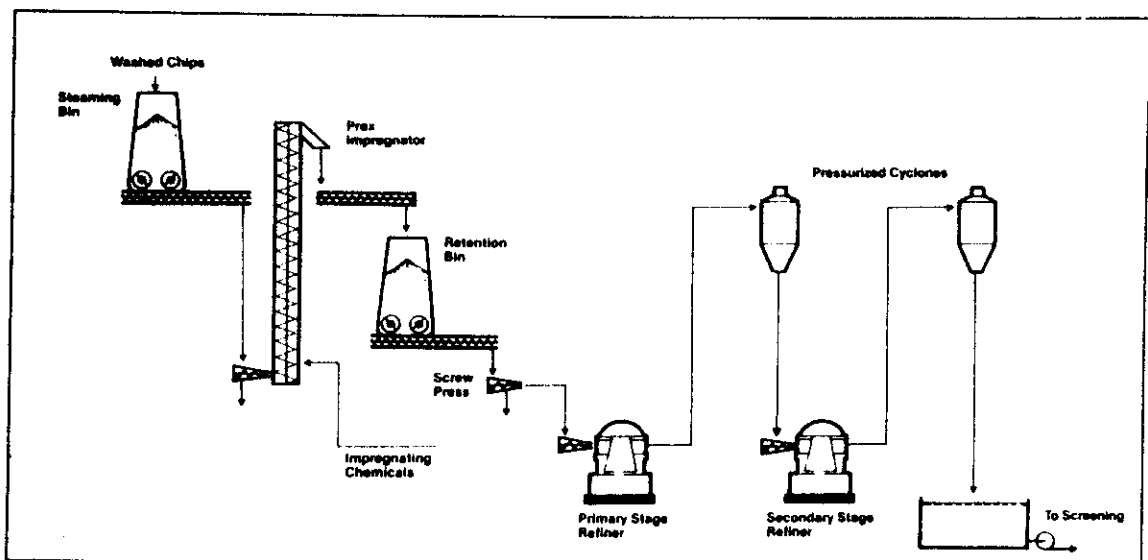 Washed Chips
Steaming
Bin
Prex
Impregnator
Pressurized Cyclones
Retention
Bin
Screw
Press
Impregnating
Chemicals
Primary Stage
Refiner
Secondary Stage
Refiner
To Screening